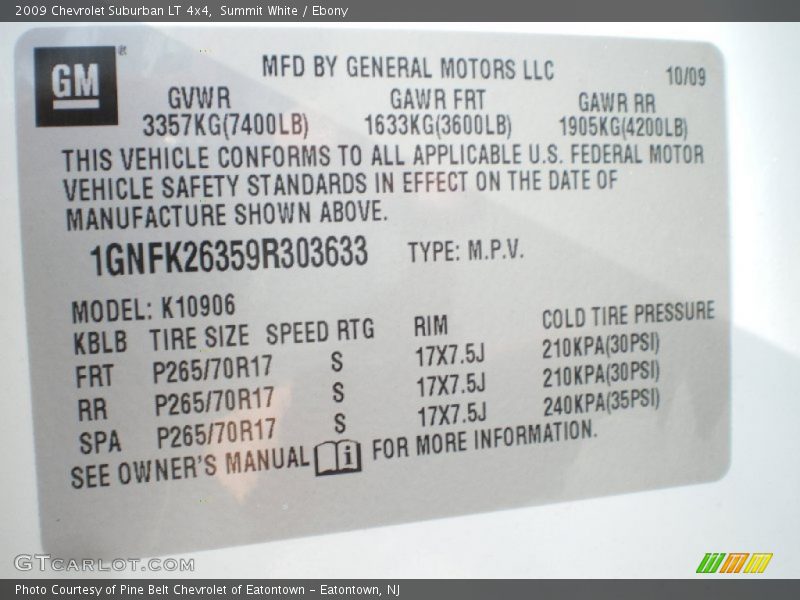 2009 Chevrolet Suburban LT 4x4, Summit White / Ebony
GM
MFD BY GENERAL MOTORS LLC
10/09
GVWR GAWR FRT GAWR RR
3357KG(7400LB) 1633KG(3600LB) 1905KG(4200LB)
THIS VEHICLE CONFORMS TO ALL APPLICABLE U.S. FEDERAL MOTOR
VEHICLE SAFETY STANDARDS IN EFFECT ON THE DATE OF
MANUFACTURE SHOWN ABOVE.
1GNFK26359R303633 TYPE: M.P.V.
MODEL: K10906
KBLB TIRE SIZE SPEED RTG RIM COLD TIRE PRESSURE
FRT P265/70R17 S 17X7.5J 210KPA(30PSI)
RR P265/70R17 S 17X7.5J 210KPA(30PSI)
SPA P265/70R17 S 17X7.5J 240KPA(35PSI)
SEE OWNER'S MANUAL i FOR MORE INFORMATION.
GTCARLOT.COM
Photo Courtesy of Pine Belt Chevrolet of Eatontown – Eatontown, NJ